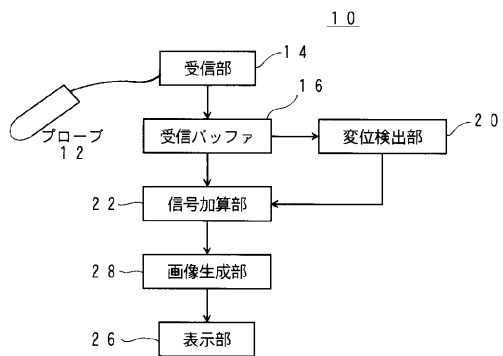 10
受信部
14
プローブ
12
受信バッファ
16
変位検出部
20
22
信号加算部
28
画像生成部
26
表示部